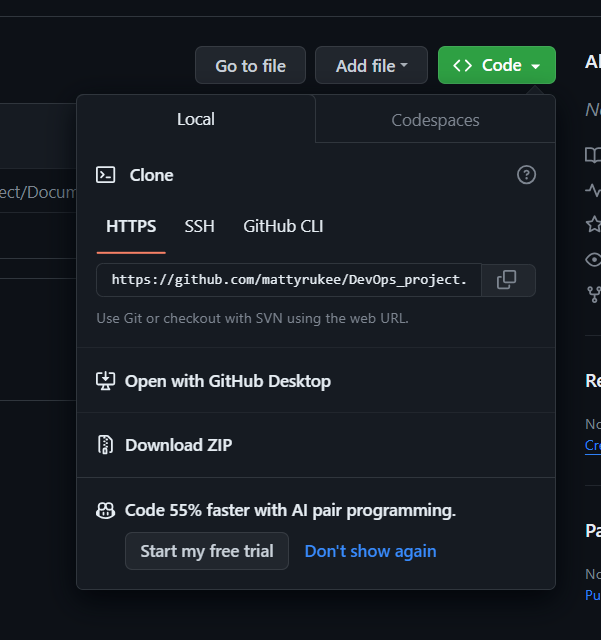 Go to file
Add file
Code
Local
Codespaces
ect/Docum
Clone
HTTPS
SSH
GitHub CLI
https://github.com/mattyrukee/DevOps_project.
Use Git or checkout with SVN using the web URL.
Open with GitHub Desktop
Download ZIP
Code 55% faster with AI pair programming.
Start my free trial
Don't show again
Al
No
Re
No
Cre
Pa
No
Pu